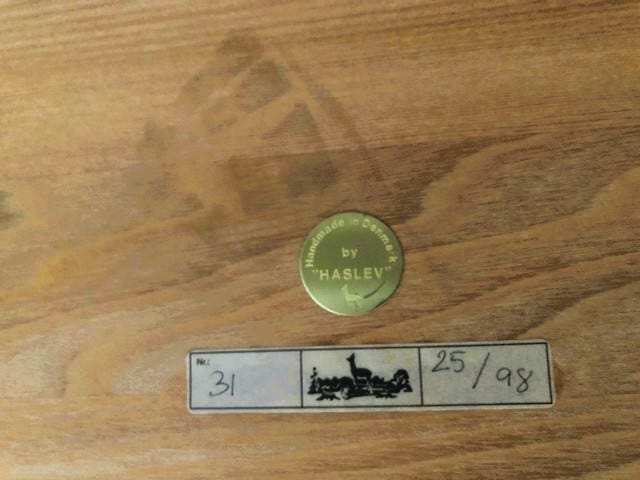 Handmade in Denmark
by
"HASLEV"
Nr.: 31 25/98